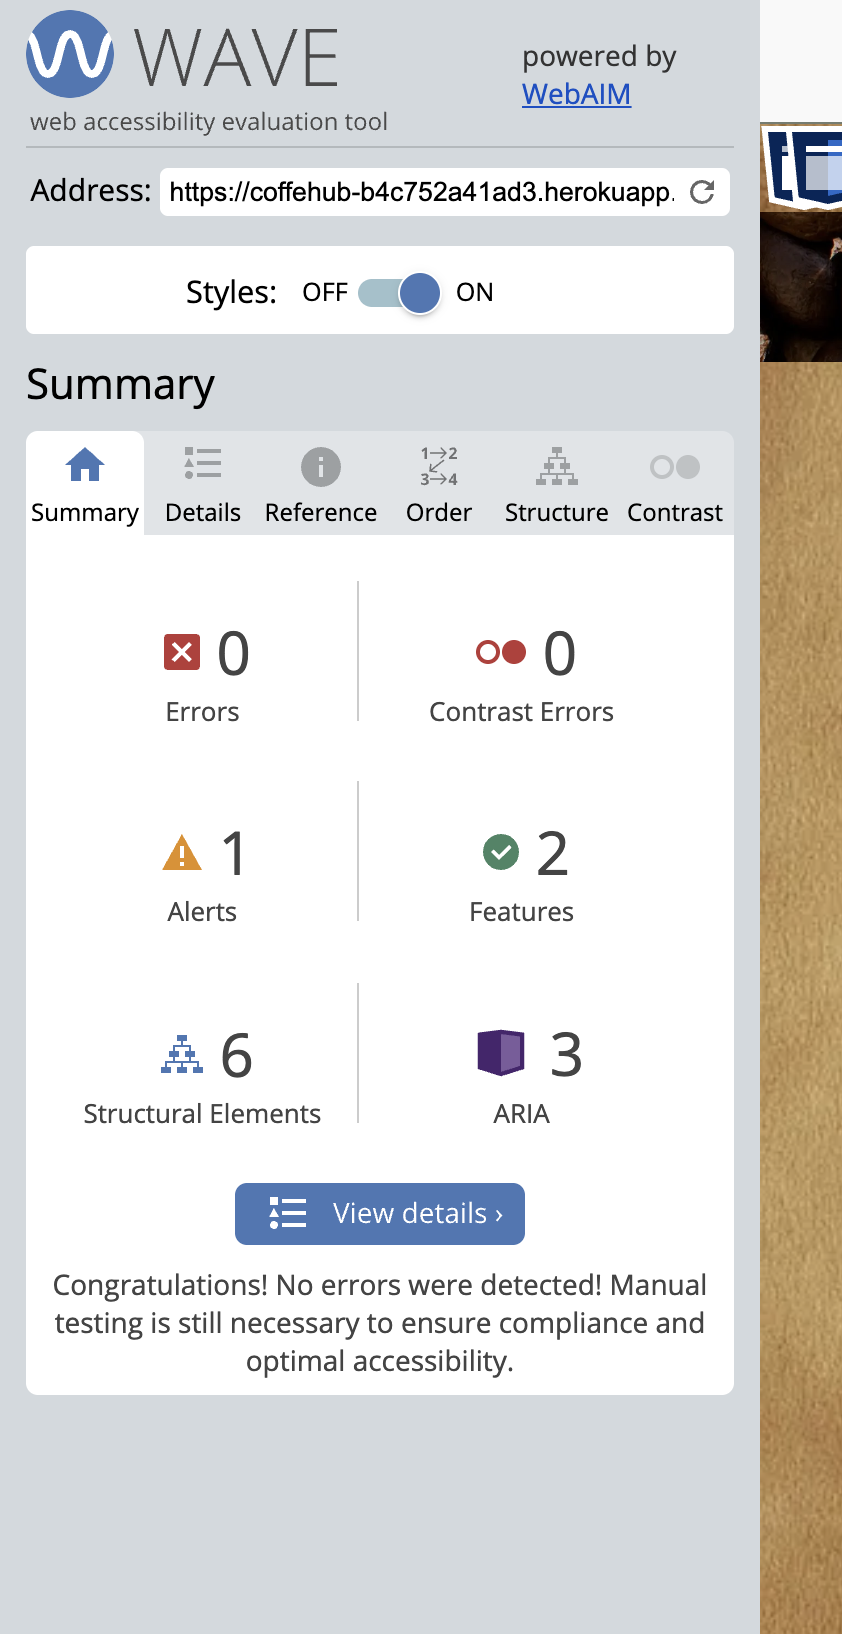 WAVE
powered by
WebAIM
web accessibility evaluation tool
Address: https://coffehub-b4c752a41ad3.herokuapp.
Styles: OFF ON
Summary
1→2
3→4
Summary Details Reference Order Structure Contrast
0 0
Errors Contrast Errors
1 2
Alerts Features
6 3
Structural Elements ARIA
View details ›
Congratulations! No errors were detected! Manual
testing is still necessary to ensure compliance and
optimal accessibility.